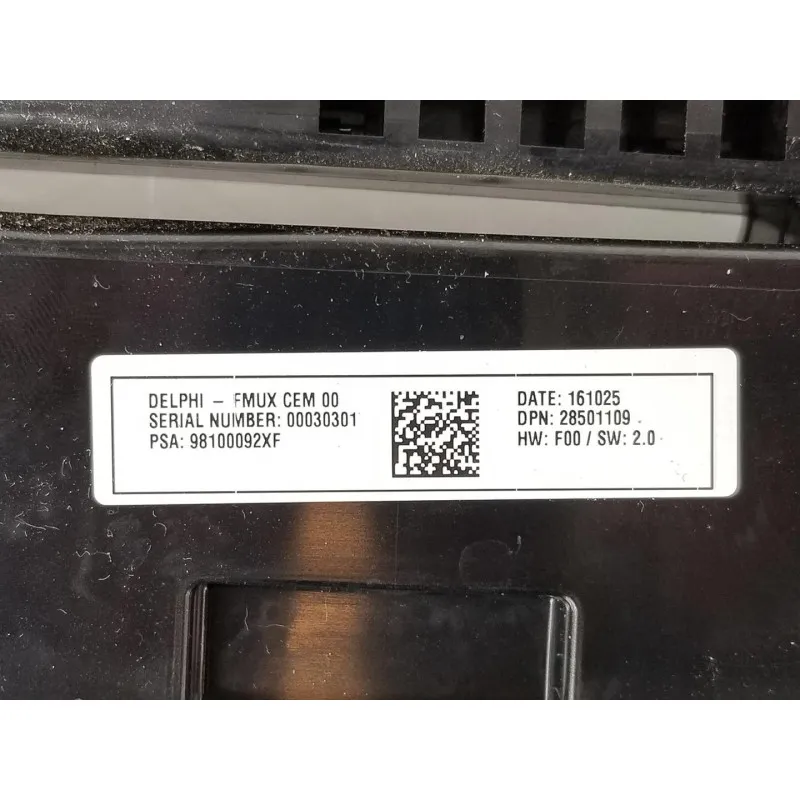 DELPHI - FMUX CEM 00
SERIAL NUMBER: 00030301
PSA: 98100092XF
DATE: 161025
DPN: 28501109
HW: F00 / SW: 2.0